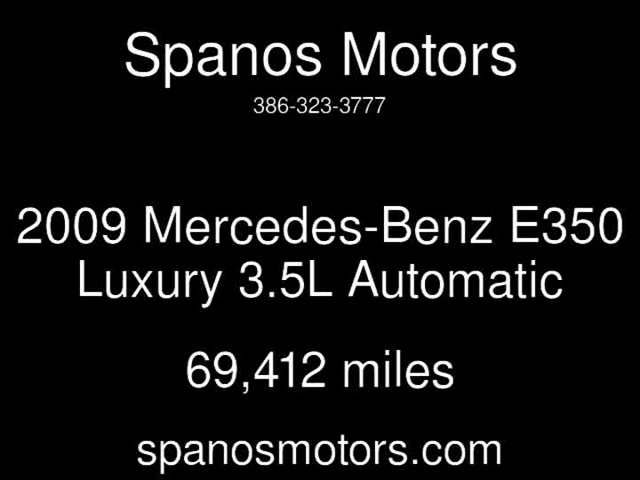 Spanos Motors
386-323-3777
2009 Mercedes-Benz E350
Luxury 3.5L Automatic
69,412 miles
spanosmotors.com